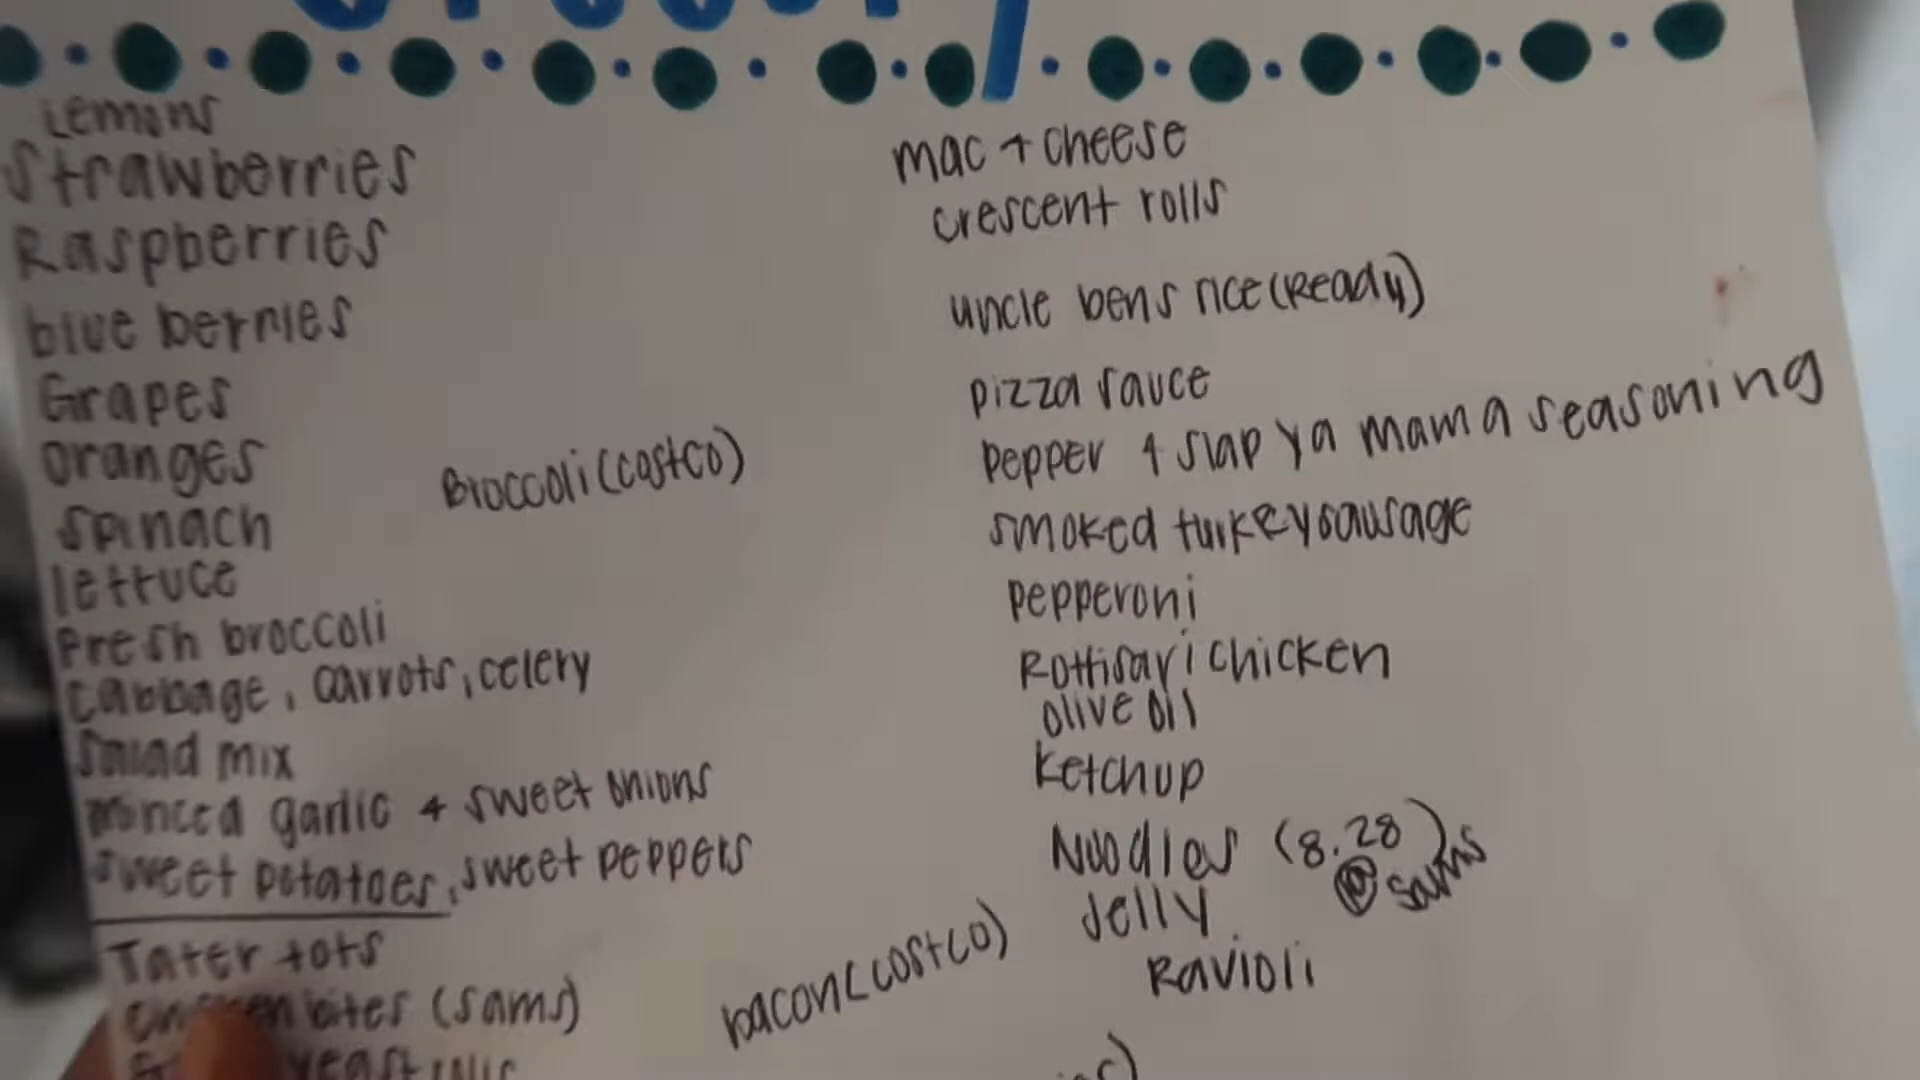 Grocery
Lemons
Strawberries
Raspberries
blue berries
Grapes
oranges
Broccoli (costco)
spinach
lettuce
Fresh broccoli
cabbage, carrots, celery
Salad mix
minced garlic + sweet onions
sweet potatoes, sweet peppers
Tater tots
bites (sams)
yeast rolls
bacon (costco)
mac + cheese
crescent rolls
uncle bens rice (Ready)
pizza sauce
pepper + slap ya mama seasoning
smoked turkey sausage
pepperoni
Rottisari chicken
olive oil
ketchup
Noodles (8.28)
@ sams
Jelly
Ravioli